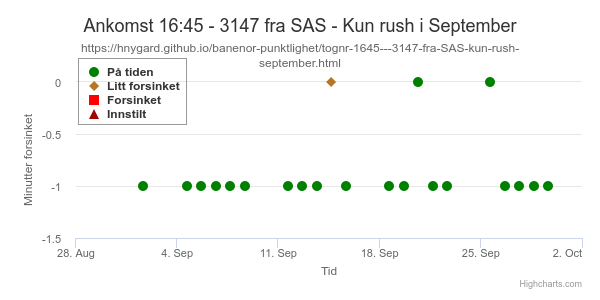 Ankomst 16:45 - 3147 fra SAS - Kun rush i September
https://hnygard.github.io/banenor-punktlighet/tognr-1645---3147-fra-SAS-kun-rush-
september.html
På tiden
Litt forsinket
Forsinket
Innstilt
Minutter forsinket
0
-0.5
-1
-1.5
28. Aug
4. Sep
11. Sep
18. Sep
25. Sep
2. Oct
Tid
Highcharts.com